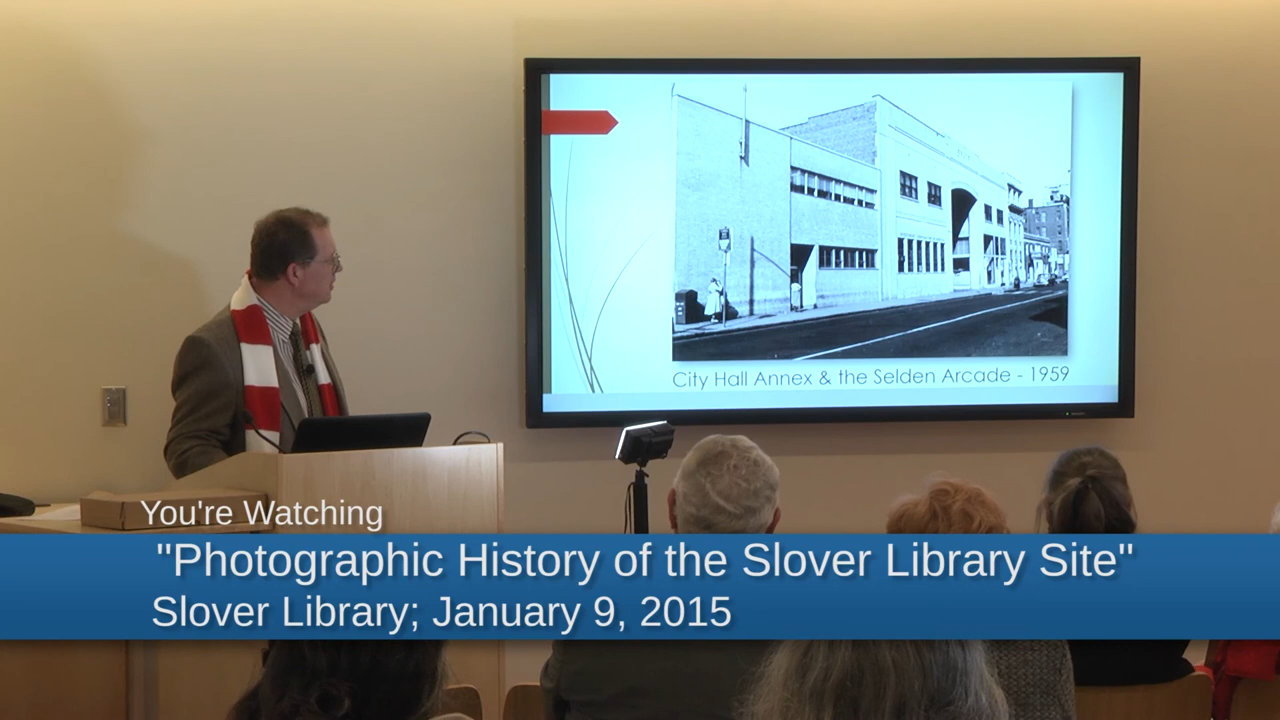 City Hall Annex & the Selden Arcade - 1959
You're Watching
"Photographic History of the Slover Library Site"
Slover Library; January 9, 2015